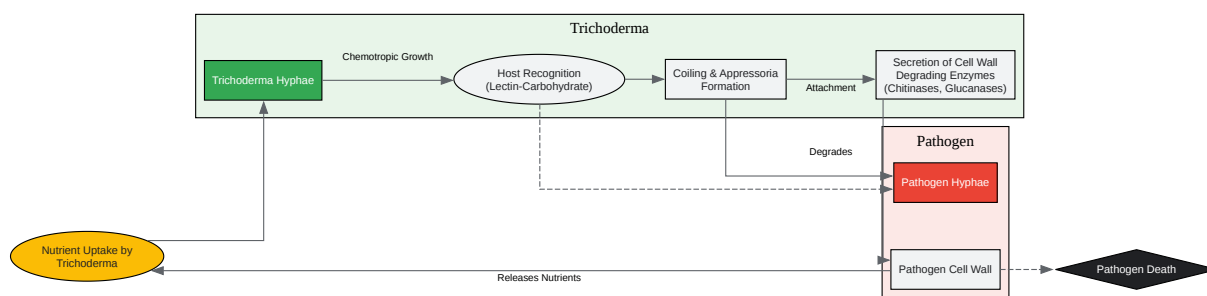 Trichoderma
Trichoderma Hyphae
Chemotropic Growth
Host Recognition
(Lectin-Carbohydrate)
Coiling & Appressoria
Formation
Attachment
Secretion of Cell Wall
Degrading Enzymes
(Chitinases, Glucanases)
Pathogen
Degrades
Pathogen Hyphae
Nutrient Uptake by
Trichoderma
Releases Nutrients
Pathogen Cell Wall
Pathogen Death